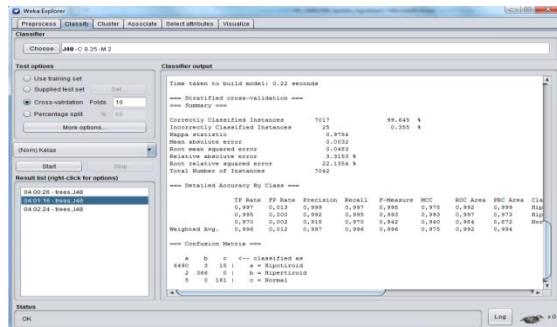 Weka Explorer
Preprocess Classify Cluster Associate Select attributes Visualize
Classifier
Choose J48 -C 0.25 -M 2
Test options
Use training set
Supplied test set Set...
Cross-validation Folds 10
Percentage split % 66
More options...
(Nom) Kelas
Start Stop
Result list (right-click for options)
04:00:26 - trees.J48
04:01:16 - trees.J48
04:02:24 - trees.J48
Classifier output
Time taken to build model: 0.22 seconds
=== Stratified cross-validation ===
=== Summary ===
Correctly Classified Instances 7017 99.645 %
Incorrectly Classified Instances 25 0.355 %
Kappa statistic 0.9754
Mean absolute error 0.0032
Root mean squared error 0.0483
Relative absolute error 3.3153 %
Root relative squared error 22.1354 %
Total Number of Instances 7042
=== Detailed Accuracy By Class ===
TP Rate FP Rate Precision Recall F-Measure MCC ROC Area PRC Area Cla
0,997 0,013 0,999 0,997 0,998 0,975 0,992 0,999 Hip
0,995 0,000 0,992 0,995 0,993 0,993 0,997 0,973 Hip
0,970 0,002 0,915 0,970 0,942 0,940 0,984 0,872 Nor
Weighted Avg. 0,996 0,012 0,997 0,996 0,996 0,975 0,992 0,994
=== Confusion Matrix ===
a b c <-- classified as
6490 3 15 | a = Hipotiroid
2 366 0 | b = Hipertiroid
5 0 161 | c = Normal
Status
OK
Log
x 0